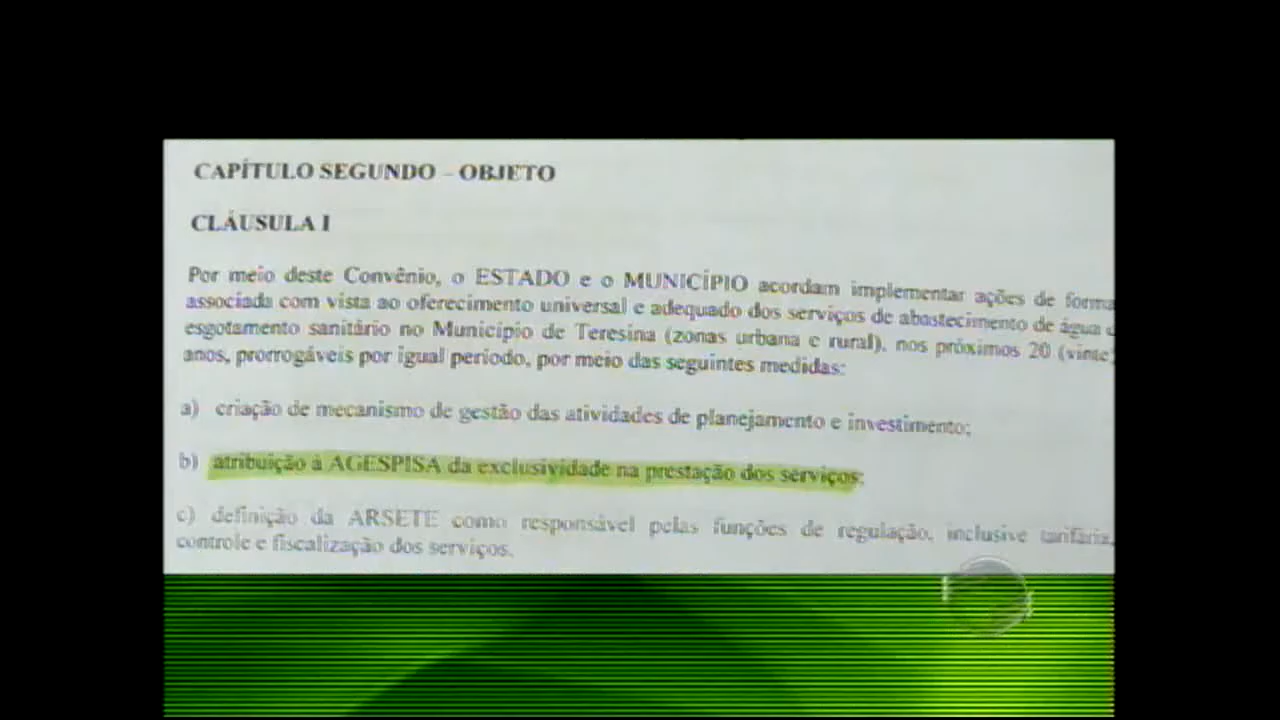 CAPÍTULO SEGUNDO – OBJETO
CLÁUSULA I
Por meio deste Convênio, o ESTADO e o MUNICÍPIO acordam implementar ações de forma
associada com vista ao oferecimento universal e adequado dos serviços de abastecimento de água e
esgotamento sanitário no Município de Teresina (zonas urbana e rural), nos próximos 20 (vinte)
anos, prorrogáveis por igual período, por meio das seguintes medidas:
a) criação de mecanismo de gestão das atividades de planejamento e investimento;
b) atribuição à AGESPISA da exclusividade na prestação dos serviços;
c) definição da ARSETE como responsável pelas funções de regulação, inclusive tarifária,
controle e fiscalização dos serviços.